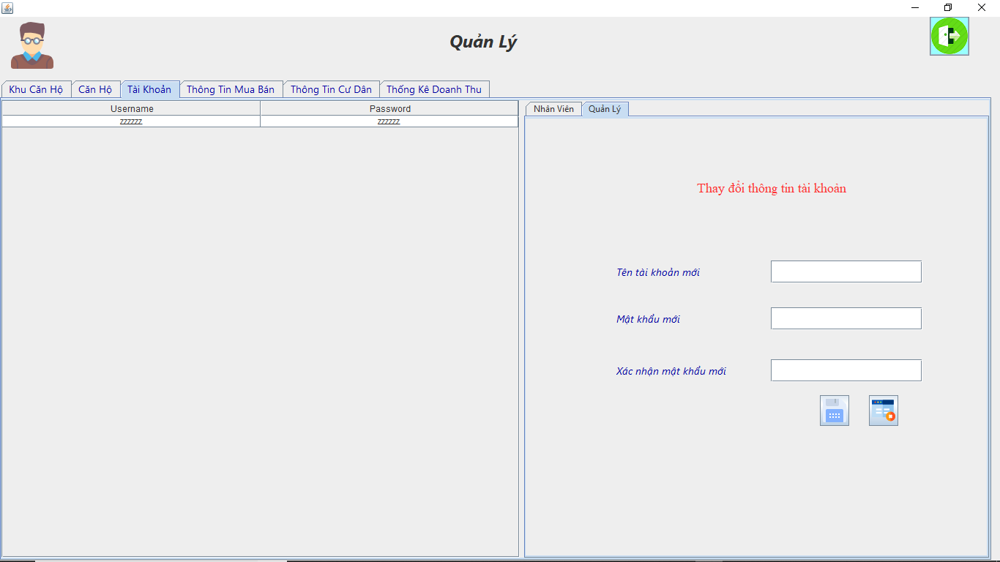 Quản Lý
Khu Căn Hộ Căn Hộ Tài Khoản Thông Tin Mua Bán Thông Tin Cư Dân Thống Kê Doanh Thu
Username Password
zzzzzz zzzzzz
Nhân Viên Quản Lý
Thay đổi thông tin tài khoản
Tên tài khoản mới
Mật khẩu mới
Xác nhận mật khẩu mới